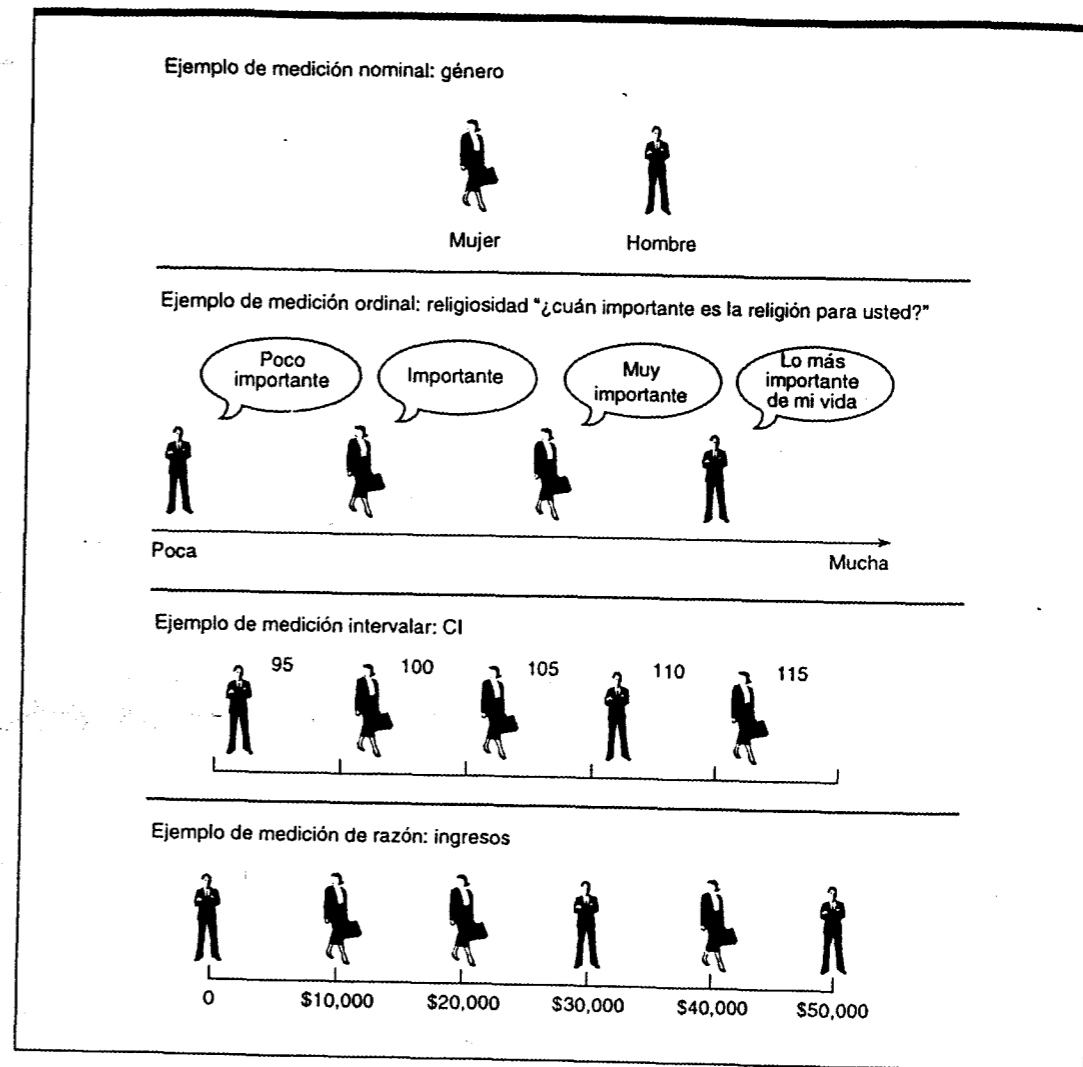 Ejemplo de medición nominal: género
Mujer
Hombre
Ejemplo de medición ordinal: religiosidad "¿cuán importante es la religión para usted?"
Poco
importante
Importante
Muy
importante
Lo más
importante
de mi vida
Poca
Mucha
Ejemplo de medición intervalar: CI
95
100
105
110
115
Ejemplo de medición de razón: ingresos
0
$10,000
$20,000
$30,000
$40,000
$50,000